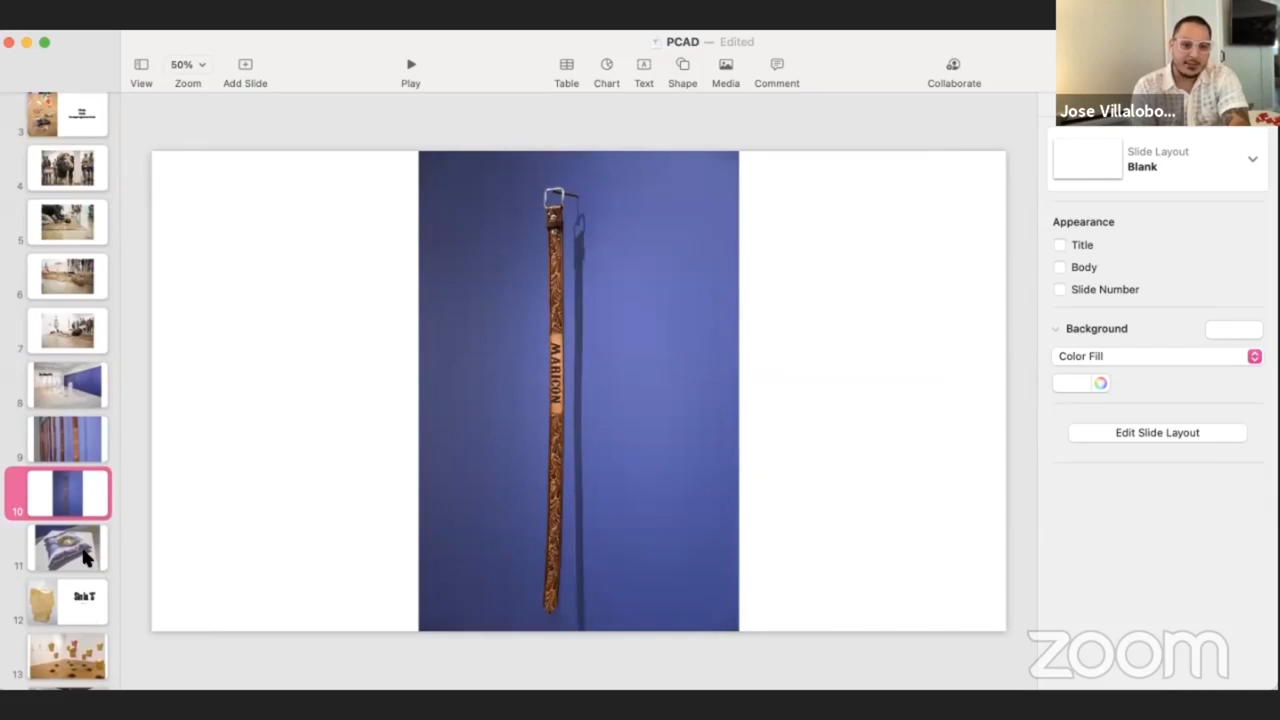 PCAD — Edited
50%
View
Zoom
Add Slide
Play
Table
Chart
Text
Shape
Media
Comment
Collaborate
Jose Villalobo...
Slide Layout
Blank
Appearance
Title
Body
Slide Number
Background
Color Fill
Edit Slide Layout
MARICON
3
4
5
6
7
8
9
10
11
12
13
zoom